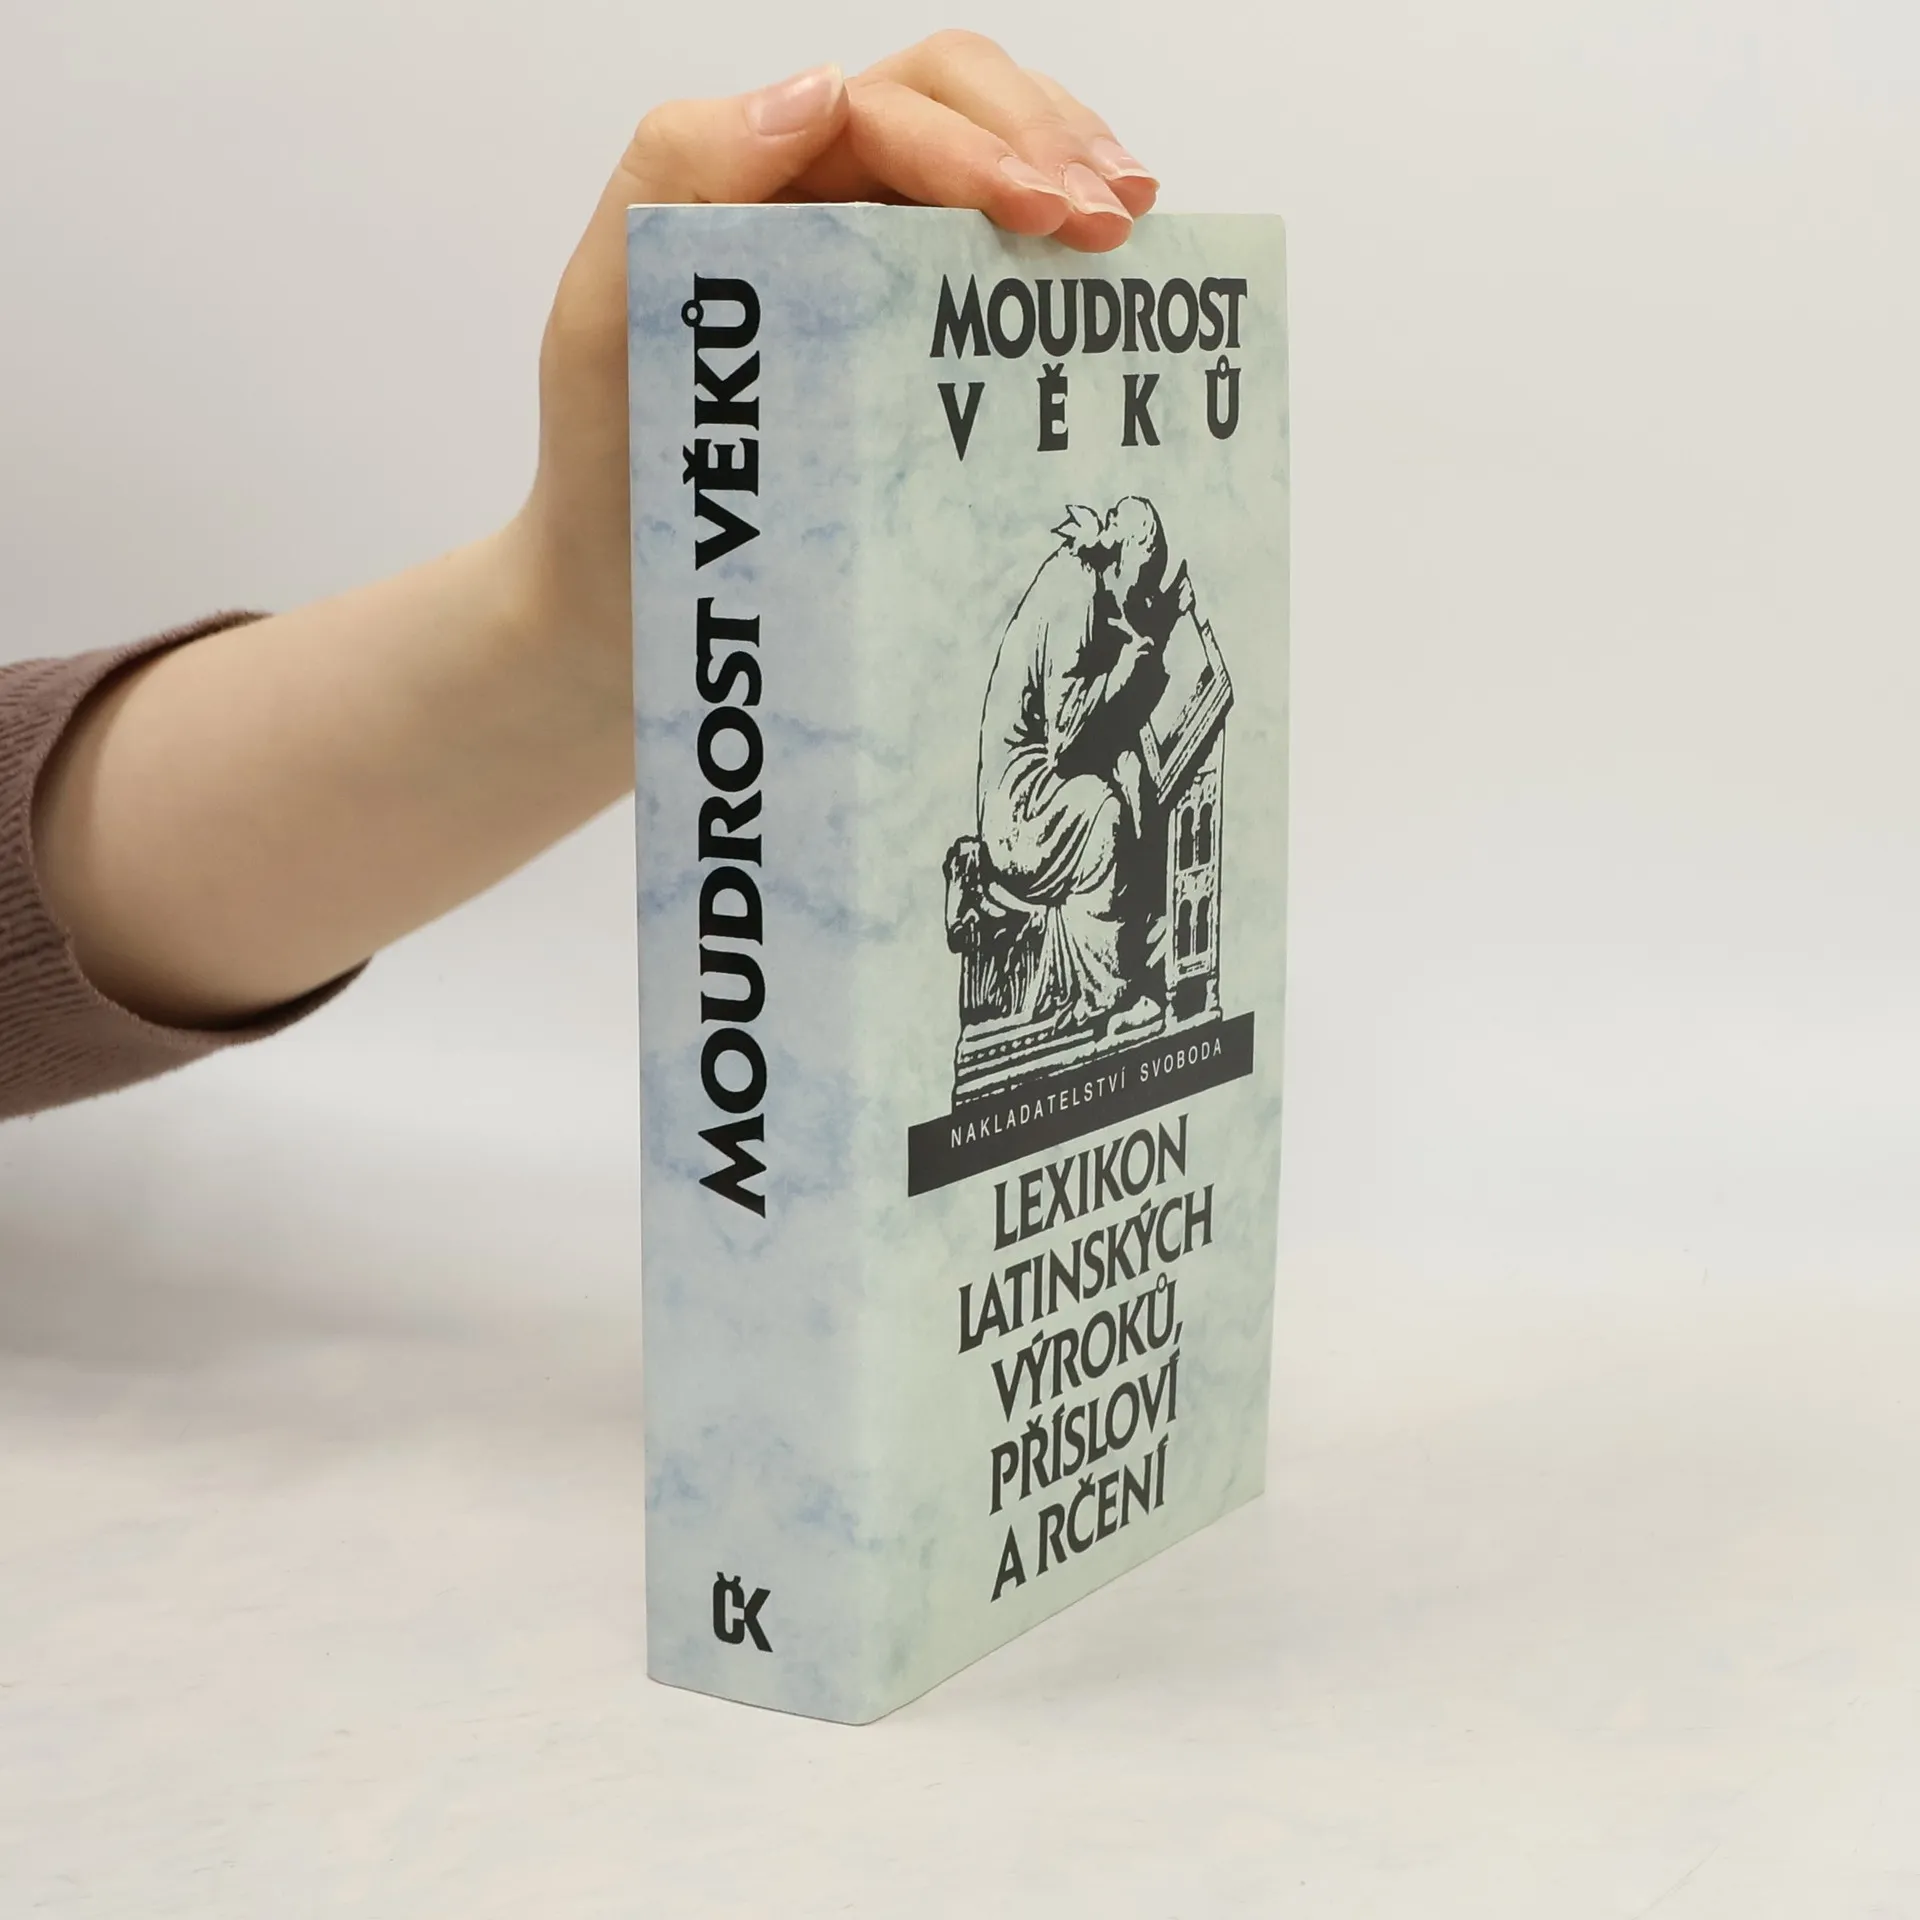 MOUDROST VĚKŮ
ČK
MOUDROST
VĚKŮ
NAKLADATELSTVÍ SVOBODA
LEXIKON
LATINSKÝCH
VÝROKŮ,
PŘÍSLOVÍ
A RČENÍ